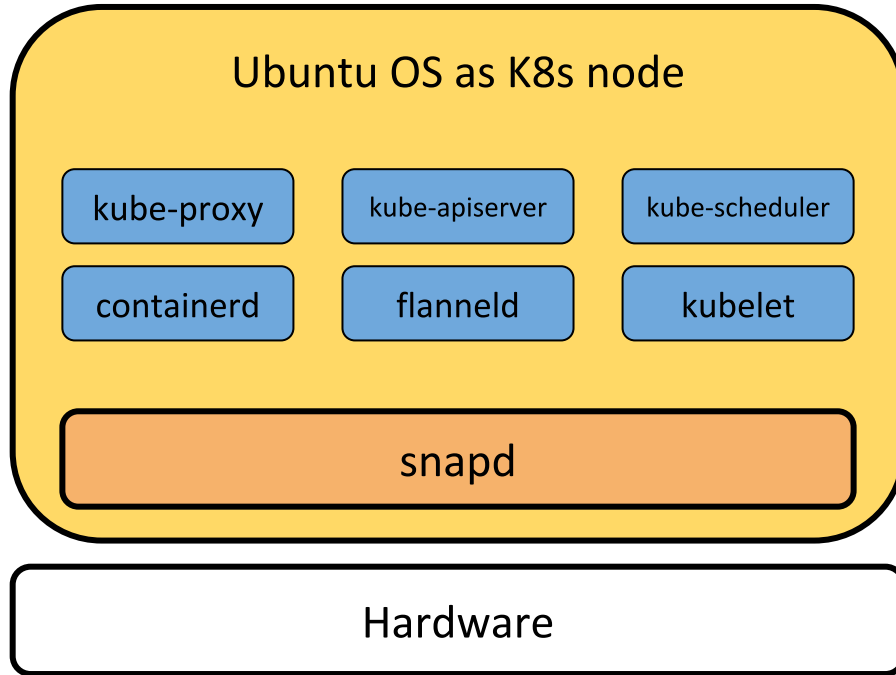 Ubuntu OS as K8s node
kube-proxy
kube-apiserver
kube-scheduler
containerd
flanneld
kubelet
snapd
Hardware